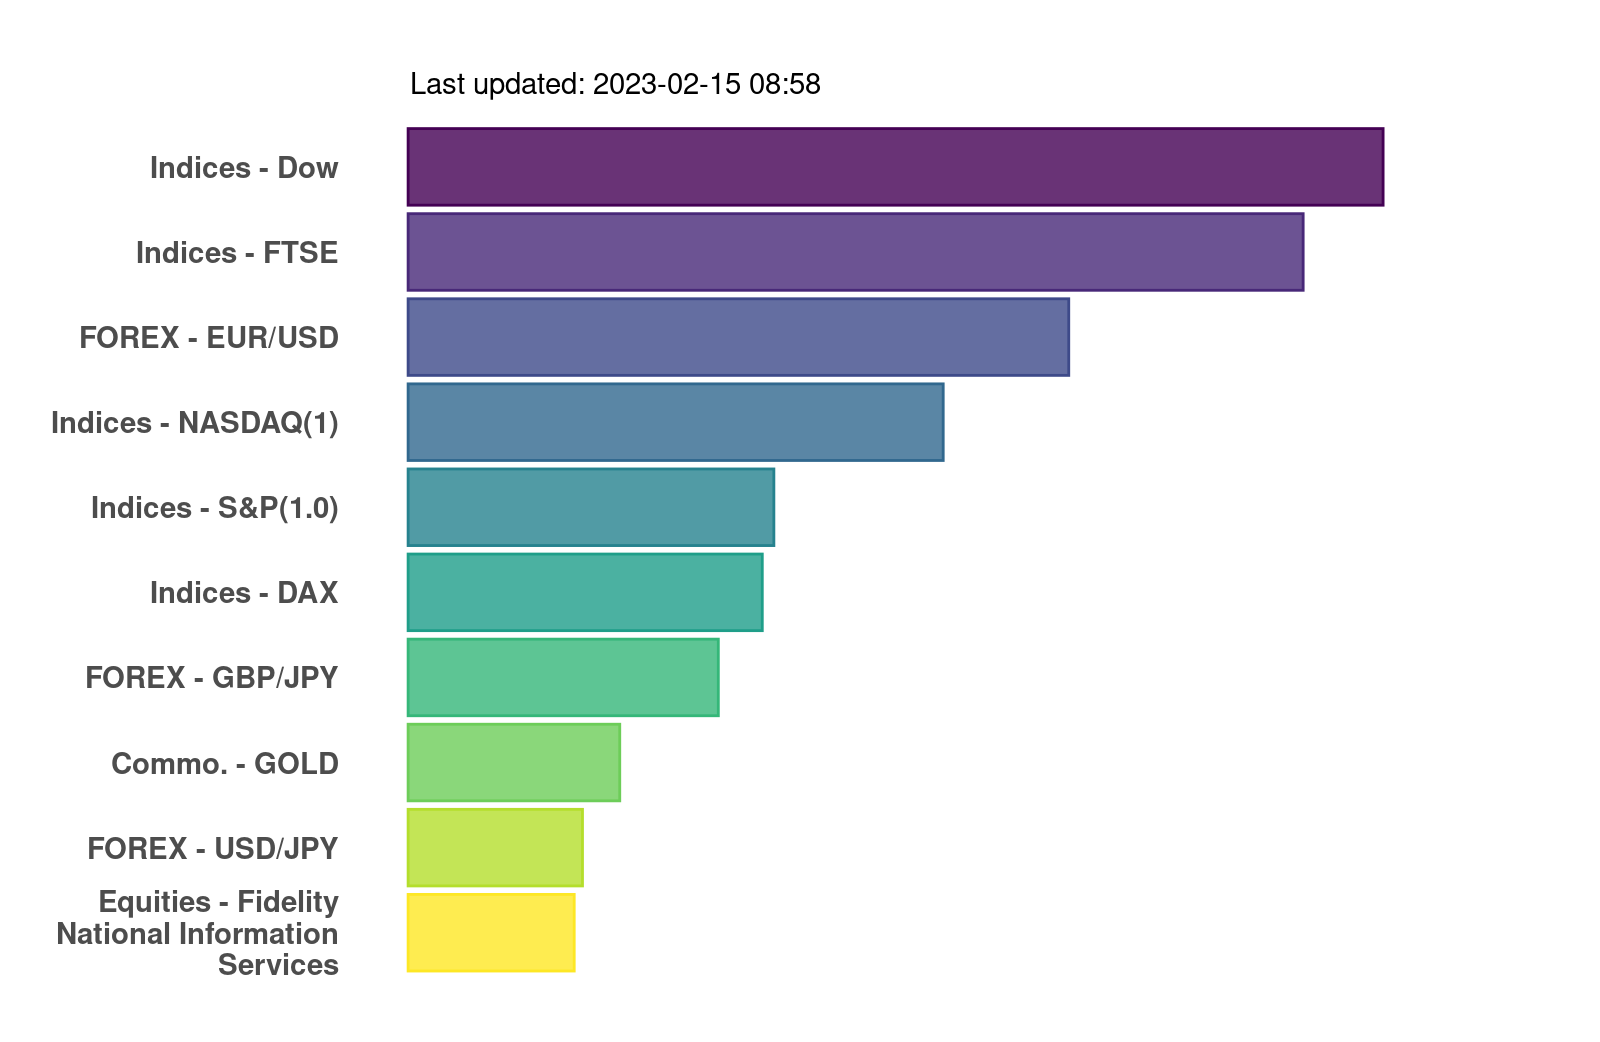 Last updated: 2023-02-15 08:58
Indices - Dow
Indices - FTSE
FOREX - EUR/USD
Indices - NASDAQ(1)
Indices - S&P(1.0)
Indices - DAX
FOREX - GBP/JPY
Commo. - GOLD
FOREX - USD/JPY
Equities - Fidelity
National Information
Services